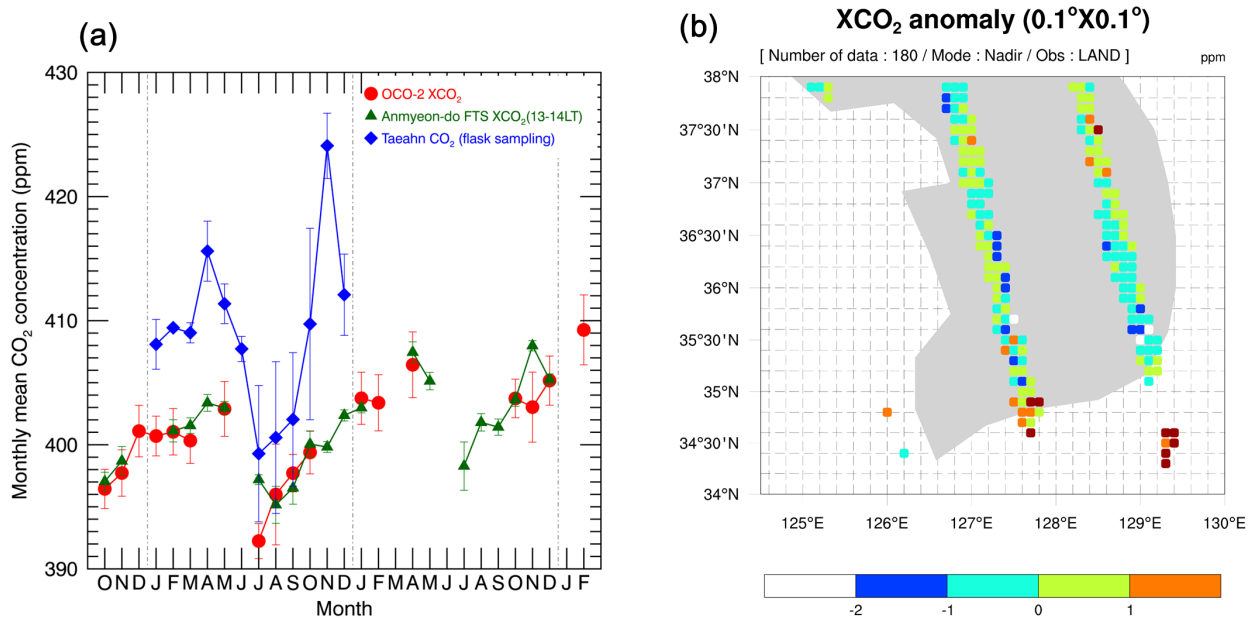 (a)
430
420
410
400
390
Monthly mean CO₂ concentration (ppm)
OCO-2 XCO₂
Anmyeon-do FTS XCO₂(13-14LT)
Taeahn CO₂ (flask sampling)
O N D J F M A M J J A S O N D J F M A M J J A S O N D J F
Month
(b)
XCO₂ anomaly (0.1°X0.1°)
[ Number of data : 180 / Mode : Nadir / Obs : LAND ]
ppm
38°N
37°30'N
37°N
36°30'N
36°N
35°30'N
35°N
34°30'N
34°N
125°E 126°E 127°E 128°E 129°E 130°E
-2 -1 0 1